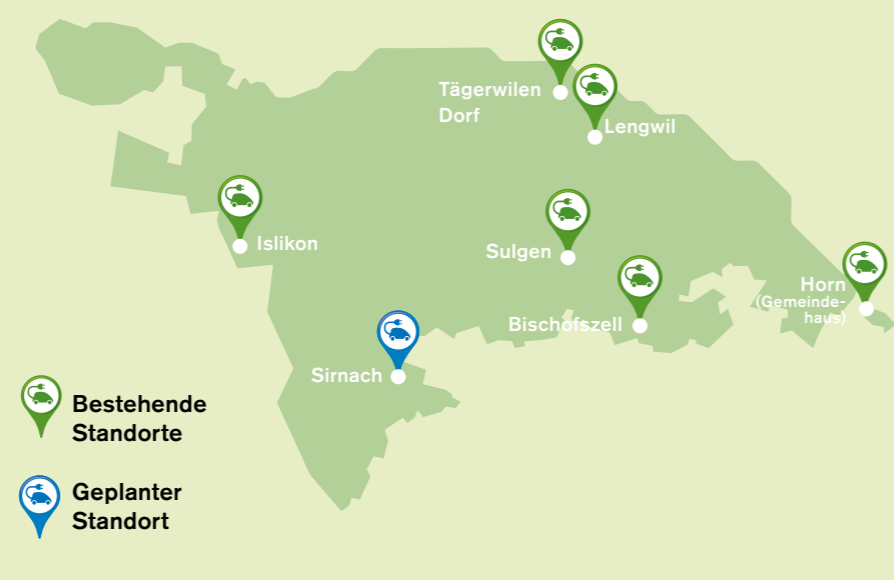 Tägerwilen
Dorf
Lengwil
Islikon
Sulgen
Horn
(Gemeinde-
haus)
Bischofszell
Sirnach
Bestehende
Standorte
Geplanter
Standort